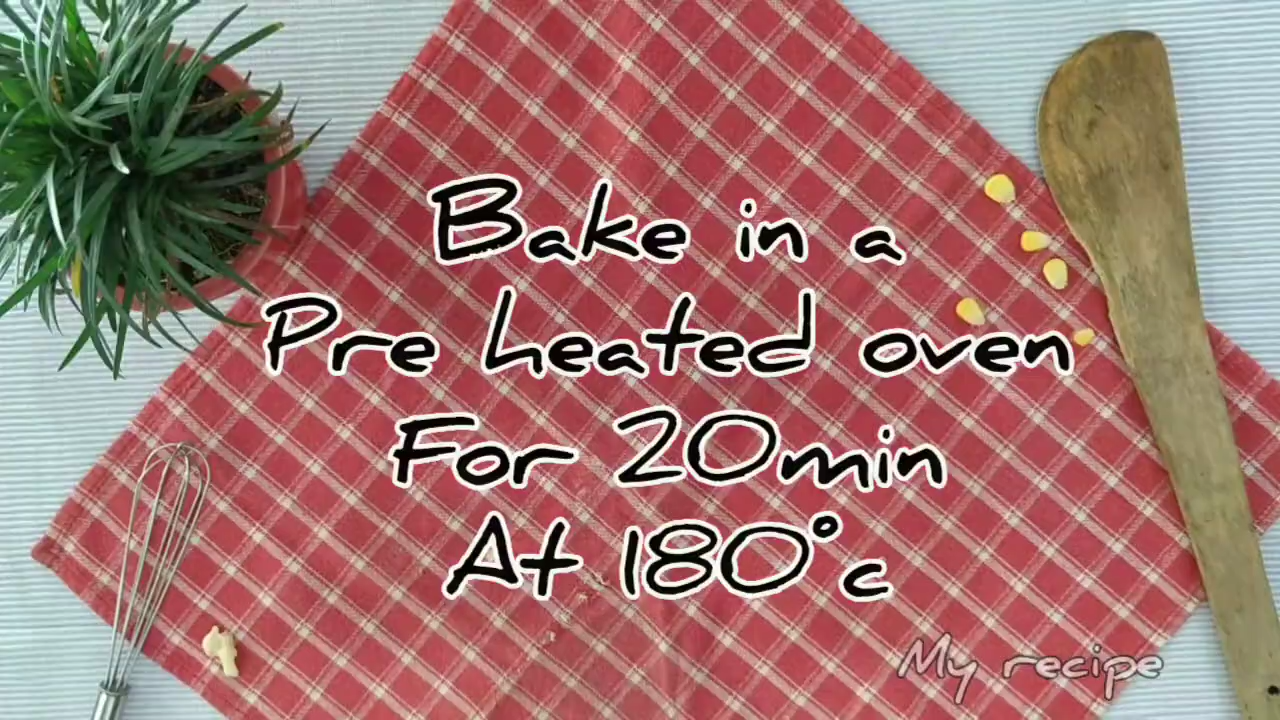 Bake in a
Pre heated oven
For 20min
At 180°c
My recipe